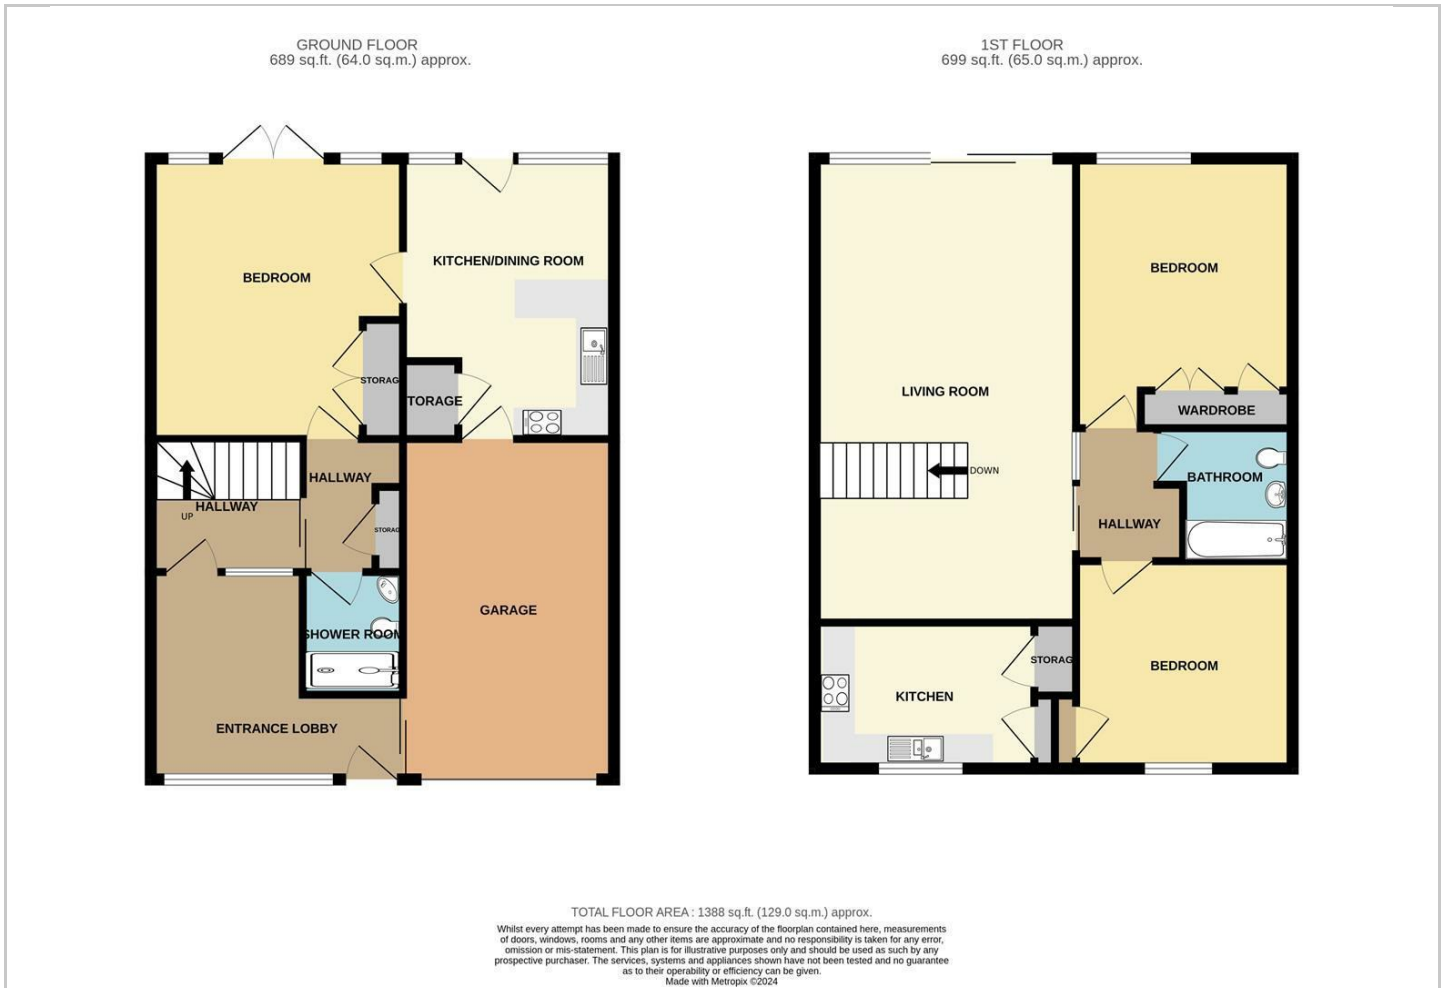 GROUND FLOOR
689 sq.ft. (64.0 sq.m.) approx.
BEDROOM
KITCHEN/DINING ROOM
STORAG
TORAGE
HALLWAY
HALLWAY
UP
STORAG
SHOWER ROOM
GARAGE
ENTRANCE LOBBY
1ST FLOOR
699 sq.ft. (65.0 sq.m.) approx.
BEDROOM
LIVING ROOM
WARDROBE
DOWN
BATHROOM
HALLWAY
STORAG
BEDROOM
KITCHEN
TOTAL FLOOR AREA : 1388 sq.ft. (129.0 sq.m.) approx.
Whilst every attempt has been made to ensure the accuracy of the floorplan contained here, measurements
of doors, windows, rooms and any other items are approximate and no responsibility is taken for any error,
omission or mis-statement. This plan is for illustrative purposes only and should be used as such by any
prospective purchaser. The services, systems and appliances shown have not been tested and no guarantee
as to their operability or efficiency can be given.
Made with Metropix ©2024